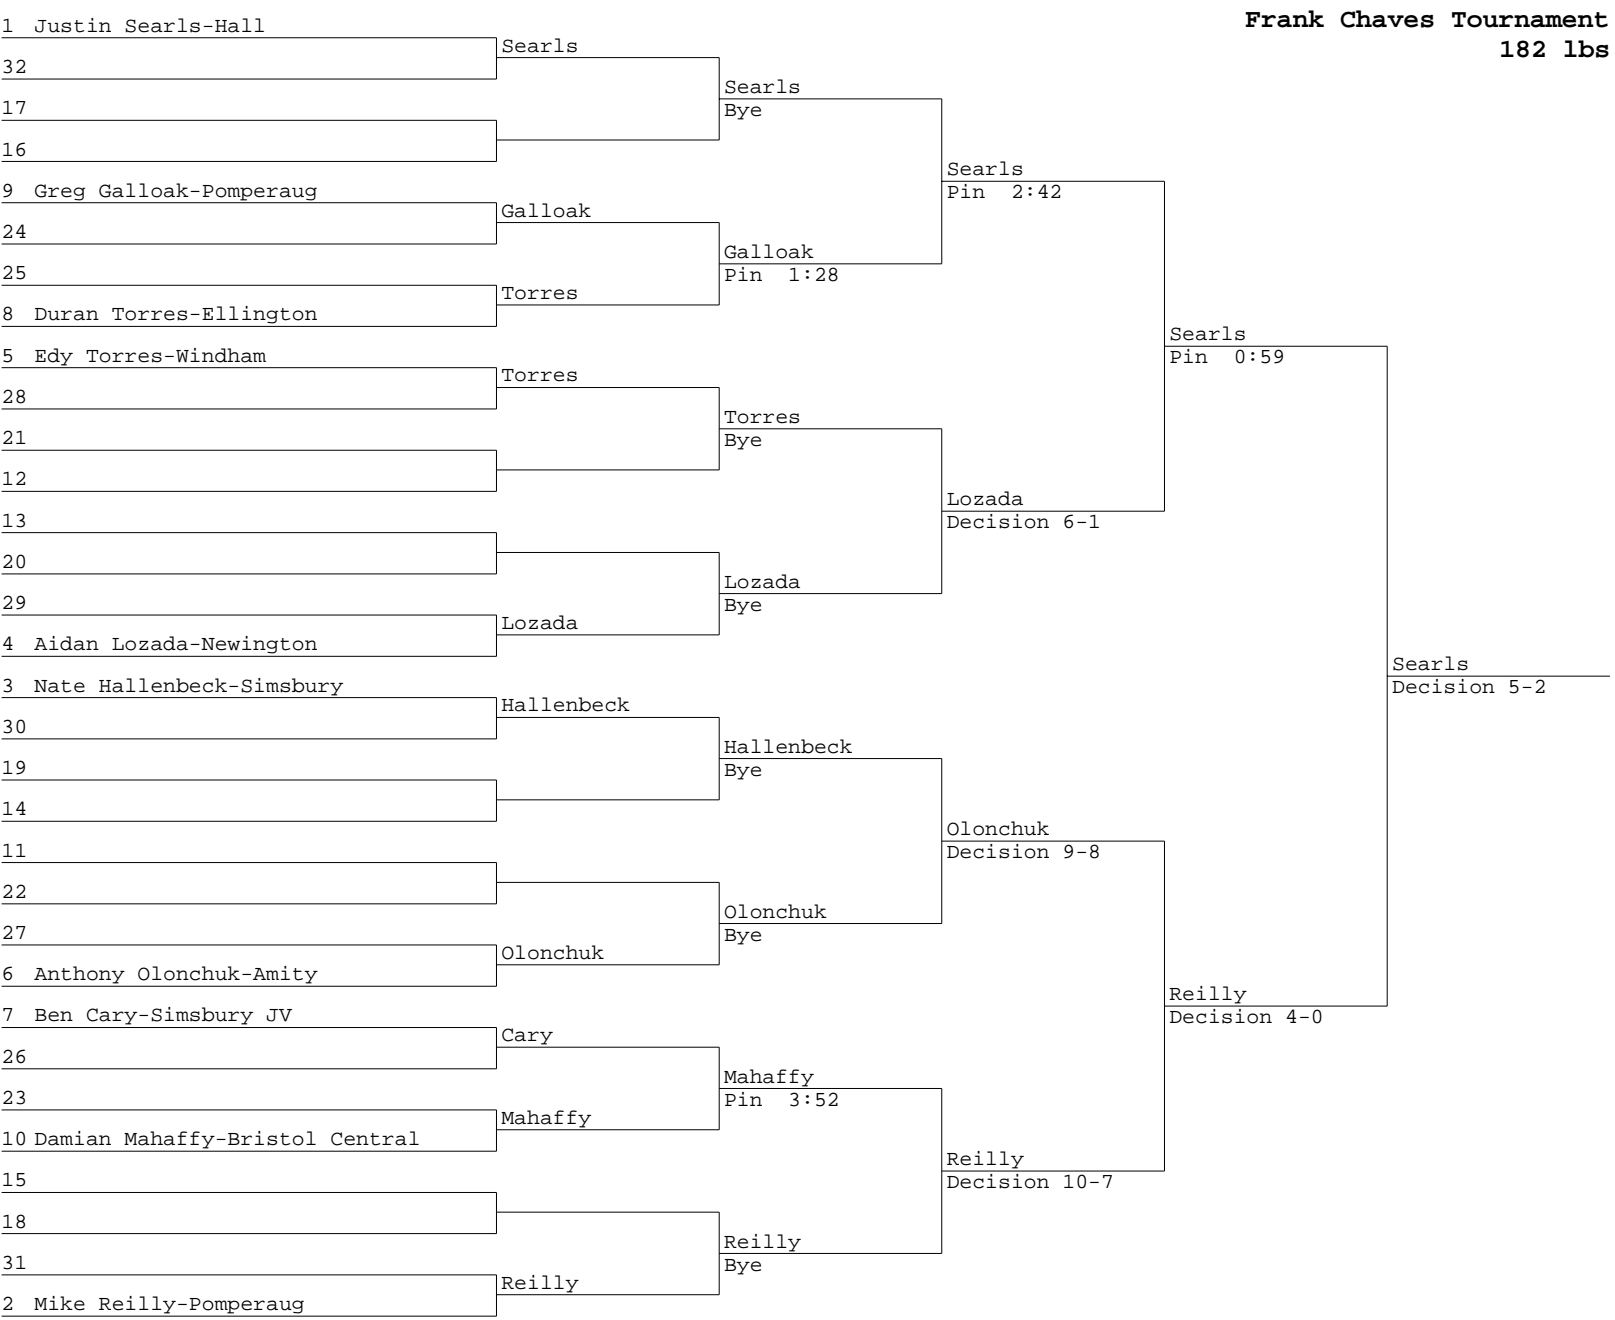 Frank Chaves Tournament
182 lbs
1 Justin Searls-Hall
32
17
16
9 Greg Galloak-Pomperaug
24
25
8 Duran Torres-Ellington
5 Edy Torres-Windham
28
21
12
13
20
29
4 Aidan Lozada-Newington
3 Nate Hallenbeck-Simsbury
30
19
14
11
22
27
6 Anthony Olonchuk-Amity
7 Ben Cary-Simsbury JV
26
23
10 Damian Mahaffy-Bristol Central
15
18
31
2 Mike Reilly-Pomperaug
Searls
Galloak
Torres
Torres
Lozada
Hallenbeck
Olonchuk
Cary
Mahaffy
Reilly
Searls
Bye
Galloak
Pin 1:28
Torres
Bye
Lozada
Bye
Hallenbeck
Bye
Olonchuk
Bye
Mahaffy
Pin 3:52
Reilly
Bye
Searls
Pin 2:42
Lozada
Decision 6-1
Olonchuk
Decision 9-8
Reilly
Decision 10-7
Searls
Pin 0:59
Reilly
Decision 4-0
Searls
Decision 5-2